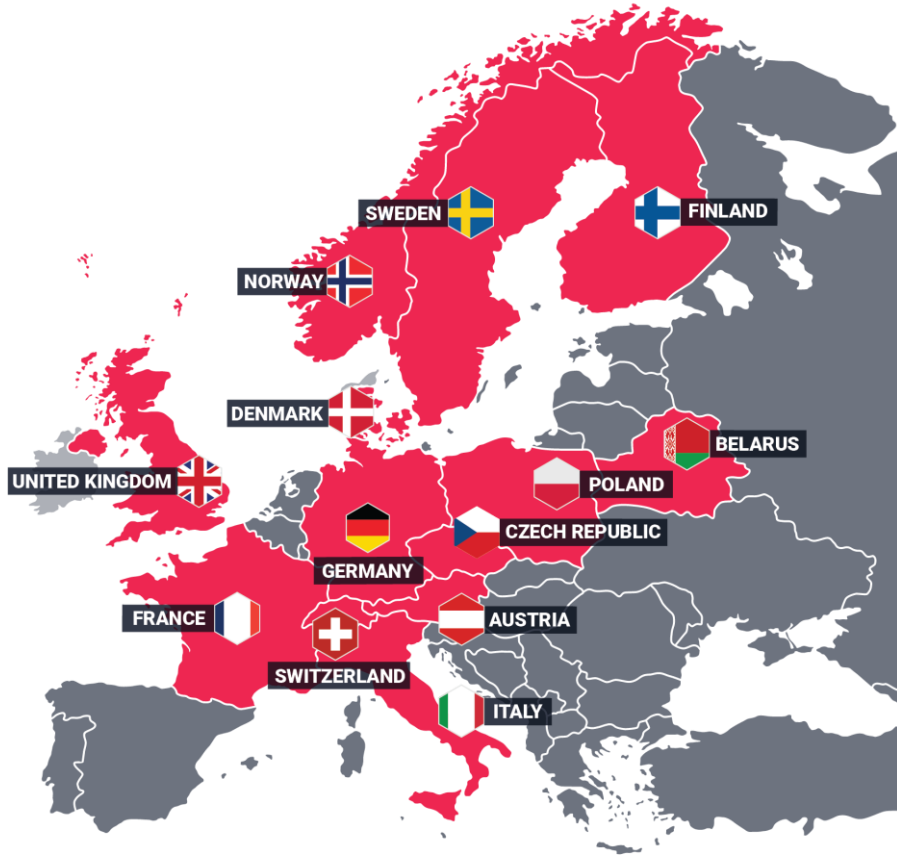 SWEDEN
FINLAND
NORWAY
DENMARK
BELARUS
UNITED KINGDOM
POLAND
CZECH REPUBLIC
GERMANY
FRANCE
AUSTRIA
SWITZERLAND
ITALY